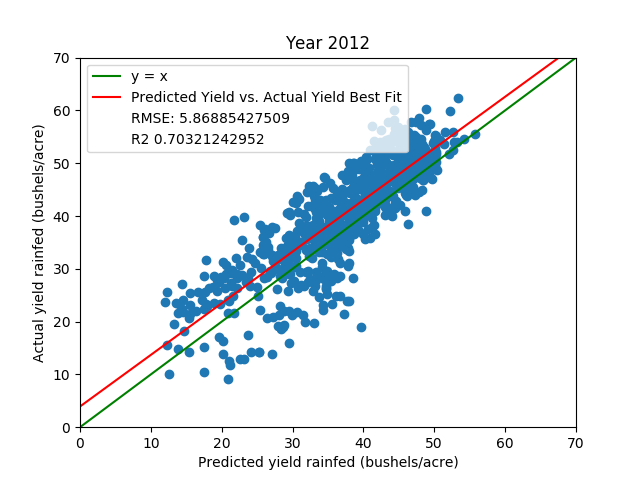 Year 2012
y = x
Predicted Yield vs. Actual Yield Best Fit
RMSE: 5.86885427509
R2 0.70321242952
70
60
50
40
30
20
10
0
Actual yield rainfed (bushels/acre)
0 10 20 30 40 50 60 70
Predicted yield rainfed (bushels/acre)